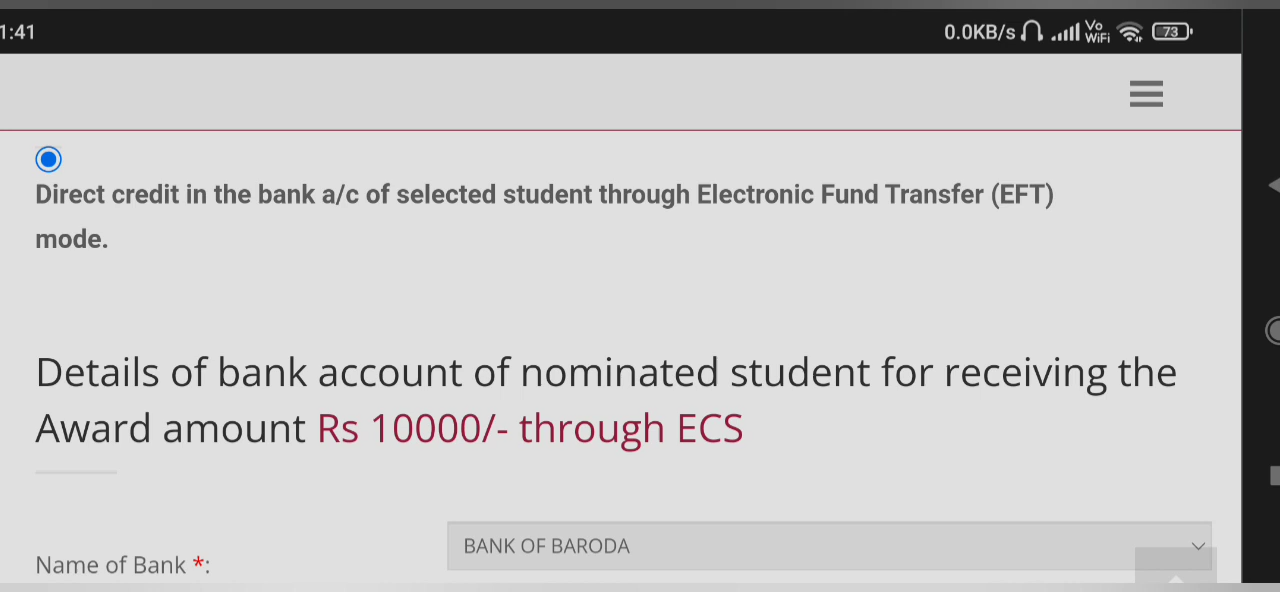 1:41 0.0KB/s Vo WiFi 73
Direct credit in the bank a/c of selected student through Electronic Fund Transfer (EFT)
mode.
Details of bank account of nominated student for receiving the
Award amount Rs 10000/- through ECS
Name of Bank *: BANK OF BARODA